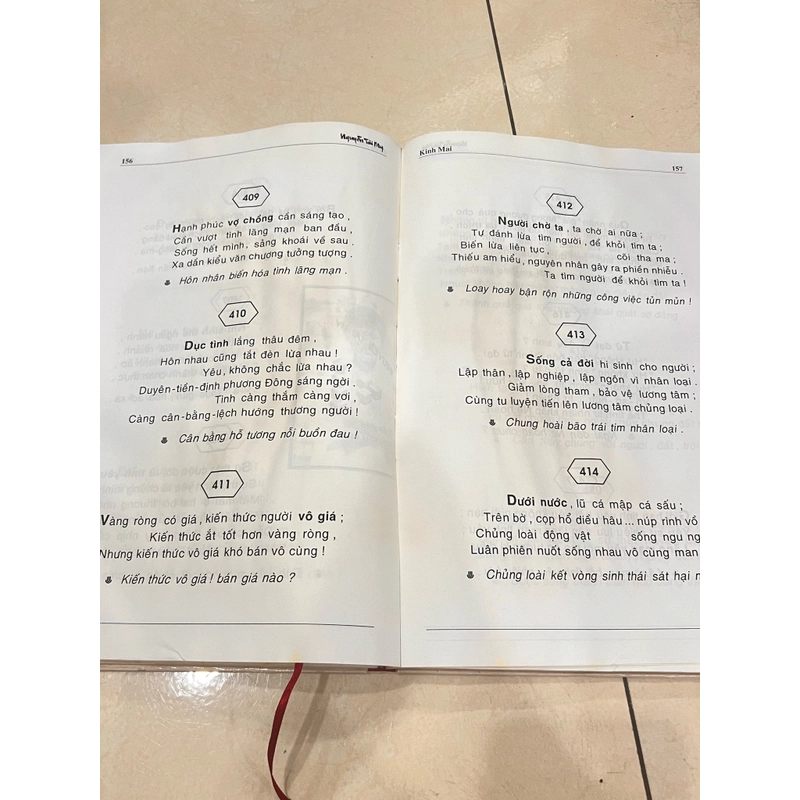 156
409
Hạnh phúc vợ chồng cần sáng tạo,
Cần vượt tình lãng mạn ban đầu,
Sống hết mình, sảng khoái về sau.
Xa dần kiểu văn chương tưởng tượng.
Hôn nhân biến hóa tình lãng mạn.
410
Dục tình lắng thâu đêm,
Hôn nhau cũng tắt đèn lừa nhau!
Yêu, không chắc lừa nhau?
Duyên-tiền-định phương Đông sáng ngời.
Tình càng thắm càng vơi,
Càng cân-bằng-lệch hướng thương người!
Cân bằng hỗ tương nỗi buồn đau!
411
Vàng ròng có giá, kiến thức người vô giá;
Kiến thức ắt tốt hơn vàng ròng,
Nhưng kiến thức vô giá khó bán vô cùng!
Kiến thức vô giá! bán giá nào?
Kinh Mai
157
412
Người chờ ta, ta chờ ai nữa;
Tự đánh lừa tìm người, để khỏi tìm ta;
Biển lửa liên tục, cõi tha ma;
Thiếu am hiểu, nguyên nhân gây ra phiền nhiễu.
Ta tìm người để khỏi tìm ta!
Loay hoay bận rộn những công việc tủn mủn!
413
Sống cả đời hi sinh cho người;
Lập thân, lập nghiệp, lập ngôn vì nhân loại.
Giảm lòng tham, bảo vệ lương tâm;
Cùng tu luyện tiến lên lương tâm chủng loại.
Chung hoài bão trái tim nhân loại.
414
Dưới nước, lũ cá mập cá sấu;
Trên bờ, cọp hổ diều hâu... núp rình vồ
Chủng loài động vật sống ngu ng
Luân phiên nuốt sống nhau vô cùng man
Chủng loài kết vòng sinh thái sát hại n